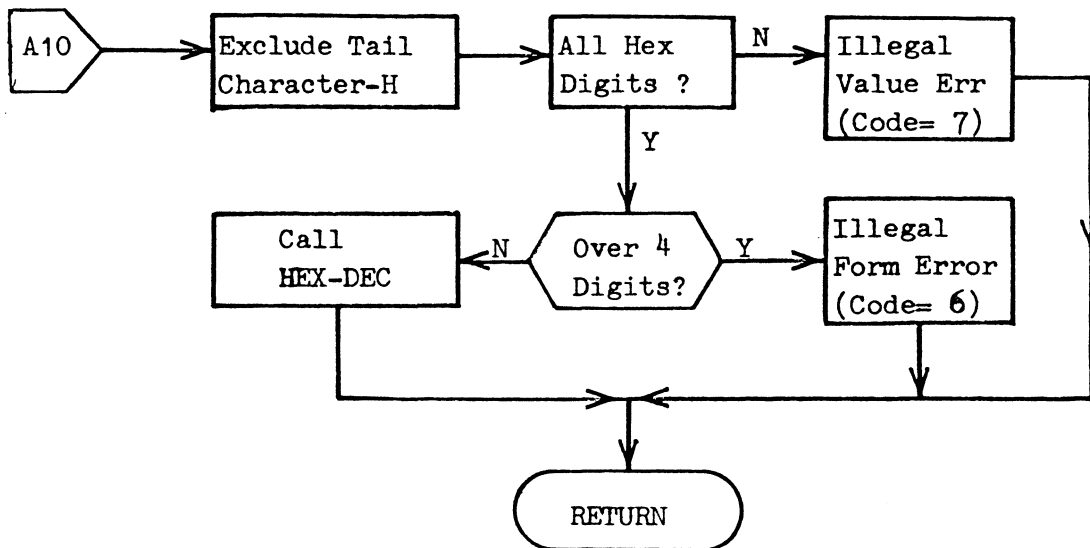 A10
Exclude Tail
Character-H
All Hex
Digits ?
N
Illegal
Value Err
(Code= 7)
Y
Call
HEX-DEC
N
Over 4
Digits?
Y
Illegal
Form Error
(Code= 6)
RETURN